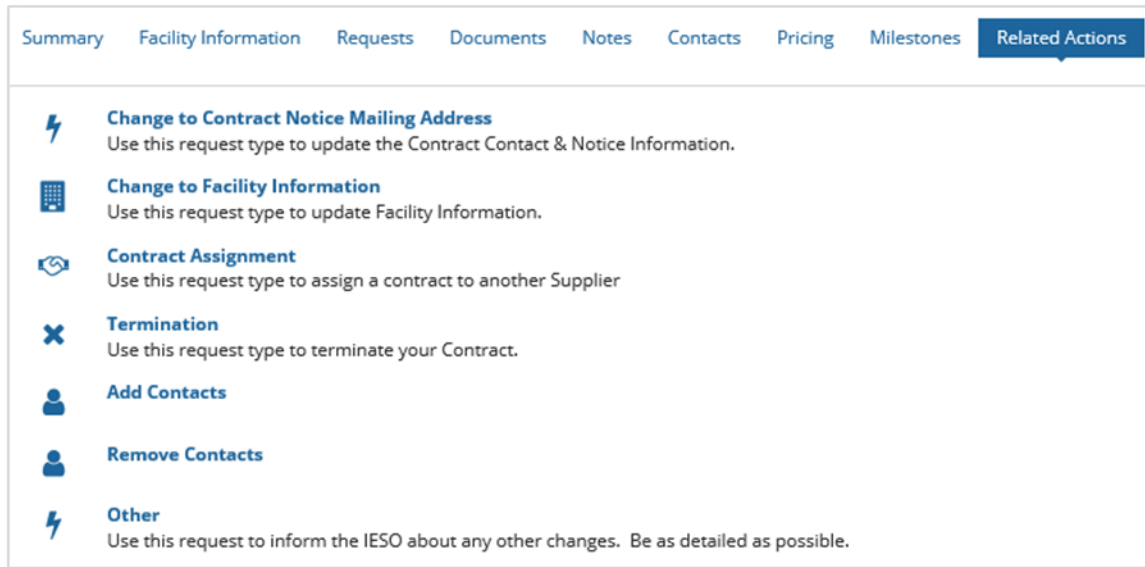 Summary Facility Information Requests Documents Notes Contacts Pricing Milestones Related Actions
Change to Contract Notice Mailing Address
Use this request type to update the Contract Contact & Notice Information.
Change to Facility Information
Use this request type to update Facility Information.
Contract Assignment
Use this request type to assign a contract to another Supplier
Termination
Use this request type to terminate your Contract.
Add Contacts
Remove Contacts
Other
Use this request to inform the IESO about any other changes.  Be as detailed as possible.